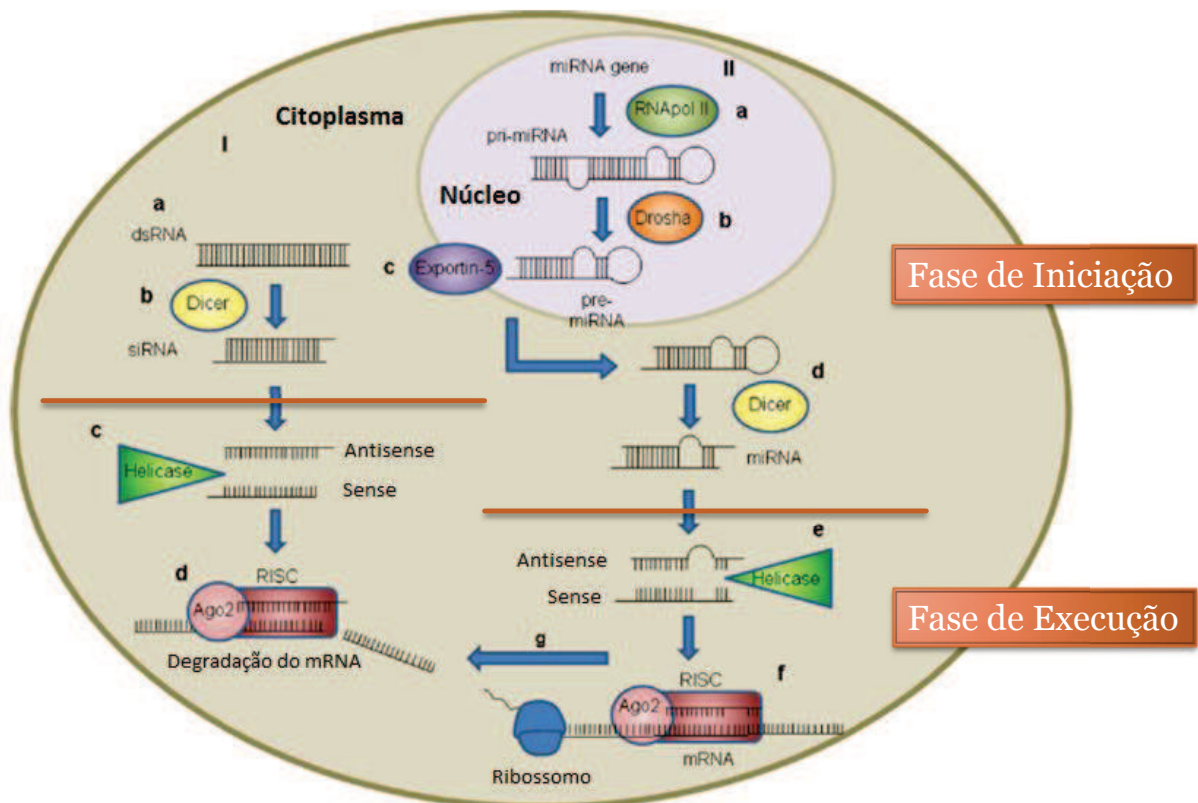 miRNA gene
II
RNApol II
a
Citoplasma
I
pri-miRNA
Núcleo
Drosha
b
a
dsRNA
c
Exportin-5
pre-
miRNA
b
Dicer
siRNA
Fase de Iniciação
d
Dicer
miRNA
c
Helicase
Antisense
Sense
e
Antisense
Helicase
Sense
d
RISC
Ago2
Degradação do mRNA
Fase de Execução
g
RISC
f
Ago2
mRNA
Ribossomo